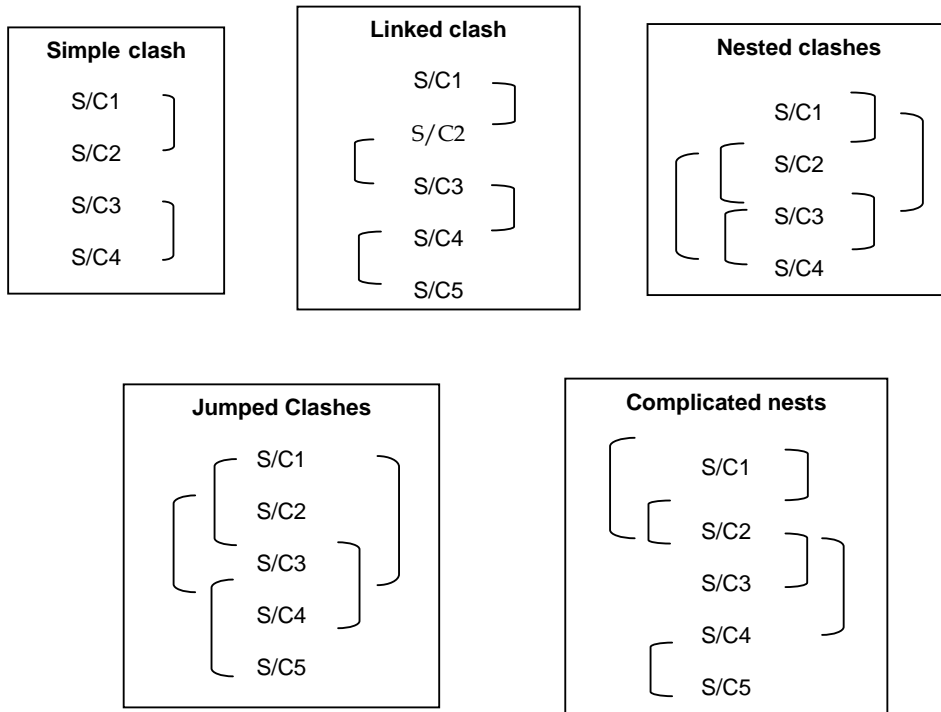 Simple clash
S/C1
S/C2
S/C3
S/C4
Linked clash
S/C1
S/C2
S/C3
S/C4
S/C5
Nested clashes
S/C1
S/C2
S/C3
S/C4
Jumped Clashes
S/C1
S/C2
S/C3
S/C4
S/C5
Complicated nests
S/C1
S/C2
S/C3
S/C4
S/C5